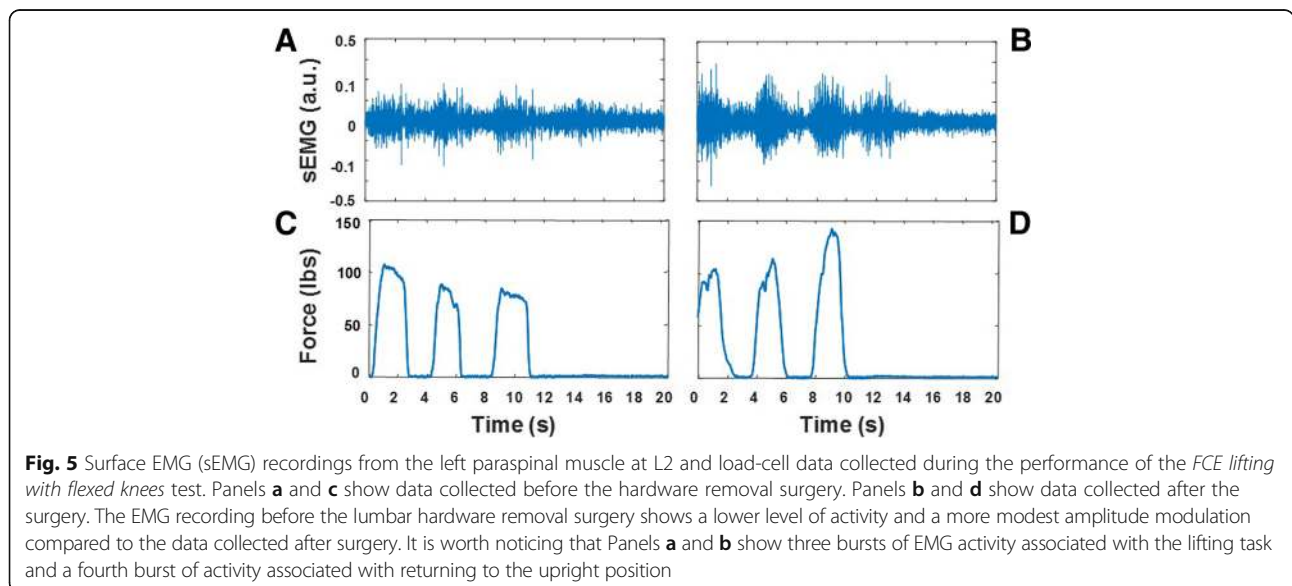 A
B
0.5
0.1
0
-0.1
-0.5
sEMG (a.u.)
C
D
150
100
50
0
Force (lbs)
0 2 4 6 8 10 12 14 16 18 20
0 2 4 6 8 10 12 14 16 18 20
Time (s)
Time (s)
Fig. 5 Surface EMG (sEMG) recordings from the left paraspinal muscle at L2 and load-cell data collected during the performance of the FCE lifting
with flexed knees test. Panels a and c show data collected before the hardware removal surgery. Panels b and d show data collected after the
surgery. The EMG recording before the lumbar hardware removal surgery shows a lower level of activity and a more modest amplitude modulation
compared to the data collected after surgery. It is worth noticing that Panels a and b show three bursts of EMG activity associated with the lifting task
and a fourth burst of activity associated with returning to the upright position